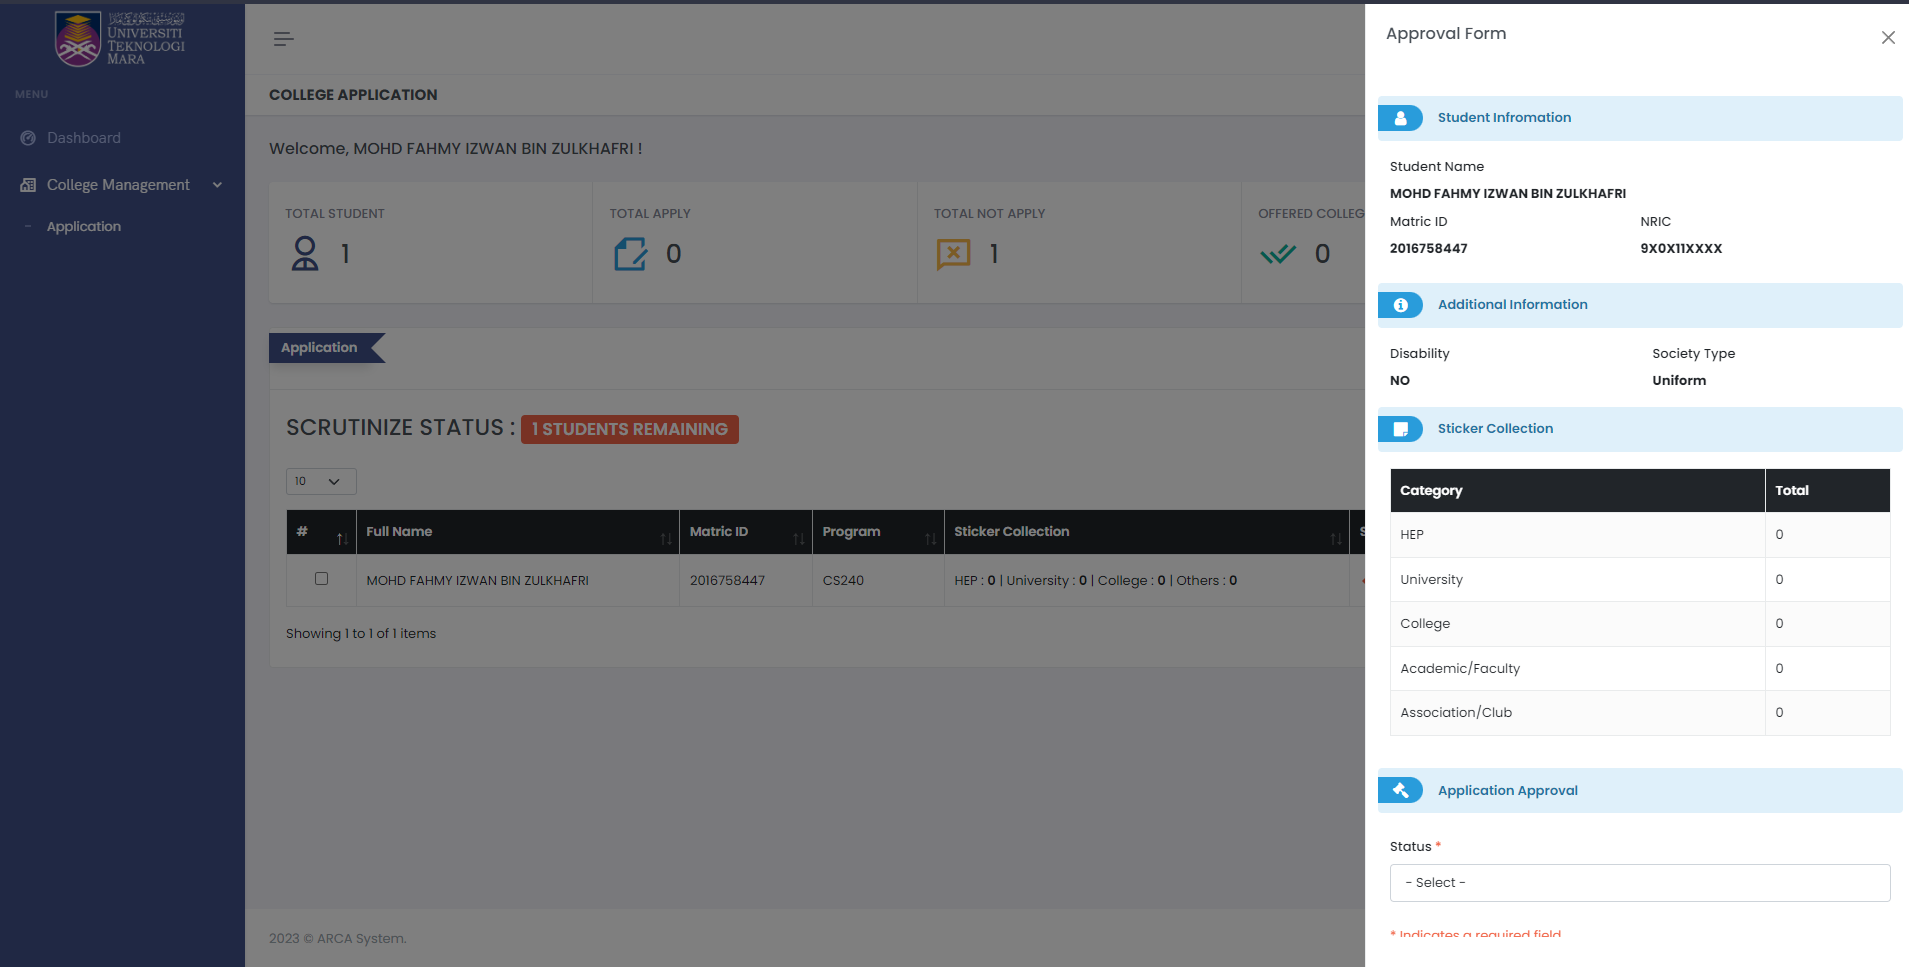 UNIVERSITI
TEKNOLOGI
MARA
MENU
Dashboard
College Management
- Application
COLLEGE APPLICATION
Welcome, MOHD FAHMY IZWAN BIN ZULKHAFRI !
TOTAL STUDENT
1
TOTAL APPLY
0
TOTAL NOT APPLY
1
OFFERED COLLEG
0
Application
SCRUTINIZE STATUS : 1 STUDENTS REMAINING
10
# Full Name Matric ID Program Sticker Collection S
MOHD FAHMY IZWAN BIN ZULKHAFRI 2016758447 CS240 HEP : 0 | University : 0 | College : 0 | Others : 0
Showing 1 to 1 of 1 items
2023 © ARCA System.
Approval Form
Student Infromation
Student Name
MOHD FAHMY IZWAN BIN ZULKHAFRI
Matric ID NRIC
2016758447 9X0X11XXXX
Additional Information
Disability Society Type
NO Uniform
Sticker Collection
Category Total
HEP 0
University 0
College 0
Academic/Faculty 0
Association/Club 0
Application Approval
Status *
- Select -
* Indicates a required field